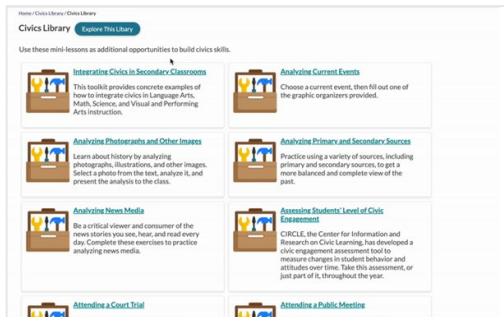 Home / Civics Library / Civics Library
Civics Library
Explore This Libary
Use these mini-lessons as additional opportunities to build civics skills.
Integrating Civics in Secondary Classrooms
This toolkit provides concrete examples of
how to integrate civics in Language Arts,
Math, Science, and Visual and Performing
Arts instruction.
Analyzing Current Events
Choose a current event, then fill out one of
the graphic organizers provided.
Analyzing Photographs and Other Images
Learn about history by analyzing
photographs, illustrations, and other images.
Select a photo from the text, analyze it, and
present the analysis to the class.
Analyzing Primary and Secondary Sources
Practice using a variety of sources, including
primary and secondary sources, to get a
more balanced and complete view of the
past.
Analyzing News Media
Be a critical viewer and consumer of the
news stories you see, hear, and read every
day. Complete these exercises to practice
analyzing news media.
Assessing Students' Level of Civic
Engagement
CIRCLE, the Center for Information and
Research on Civic Learning, has developed a
civic engagement assessment tool to
measure changes in student behavior and
attitudes over time. Take this assessment, or
just part of it, throughout the year.
Attending a Court Trial
Attending a Public Meeting